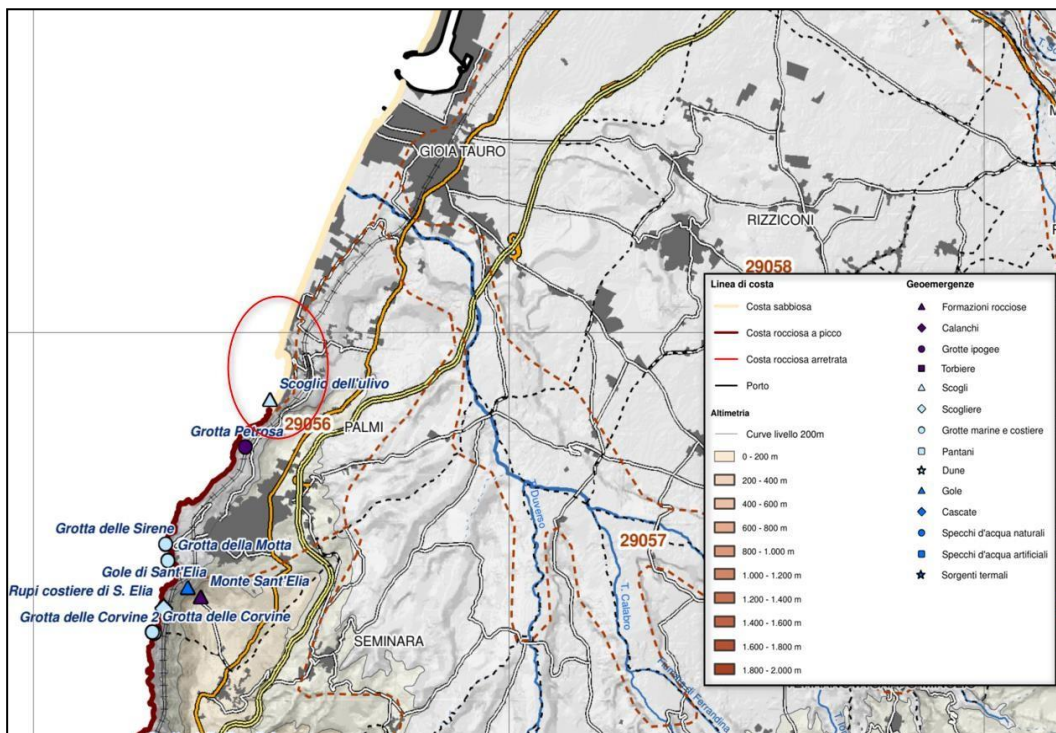 GIOIA TAURO
RIZZICONI
29058
Scoglio dell'ulivo
29056
PALMI
Grotta Petrosa
Grotta delle Sirene
Grotta della Motta
Gole di Sant'Elia
Monte Sant'Elia
Rupi costiere di S. Elia
Grotta delle Corvine 2
Grotta delle Corvine
SEMINARA
T. Duverso
29057
T. Calabro
Linea di costa
Costa sabbiosa
Costa rocciosa a picco
Costa rocciosa arretrata
Porto
Altimetria
Curve livello 200m
0 - 200 m
200 - 400 m
400 - 600 m
600 - 800 m
800 - 1.000 m
1.000 - 1.200 m
1.200 - 1.400 m
1.400 - 1.600 m
1.600 - 1.800 m
1.800 - 2.000 m
Geoemergenze
Formazioni rocciose
Calanchi
Grotte ipogee
Torbiere
Scogli
Scogliere
Grotte marine e costiere
Pantani
Dune
Gole
Cascate
Specchi d'acqua naturali
Specchi d'acqua artificiali
Sorgenti termali